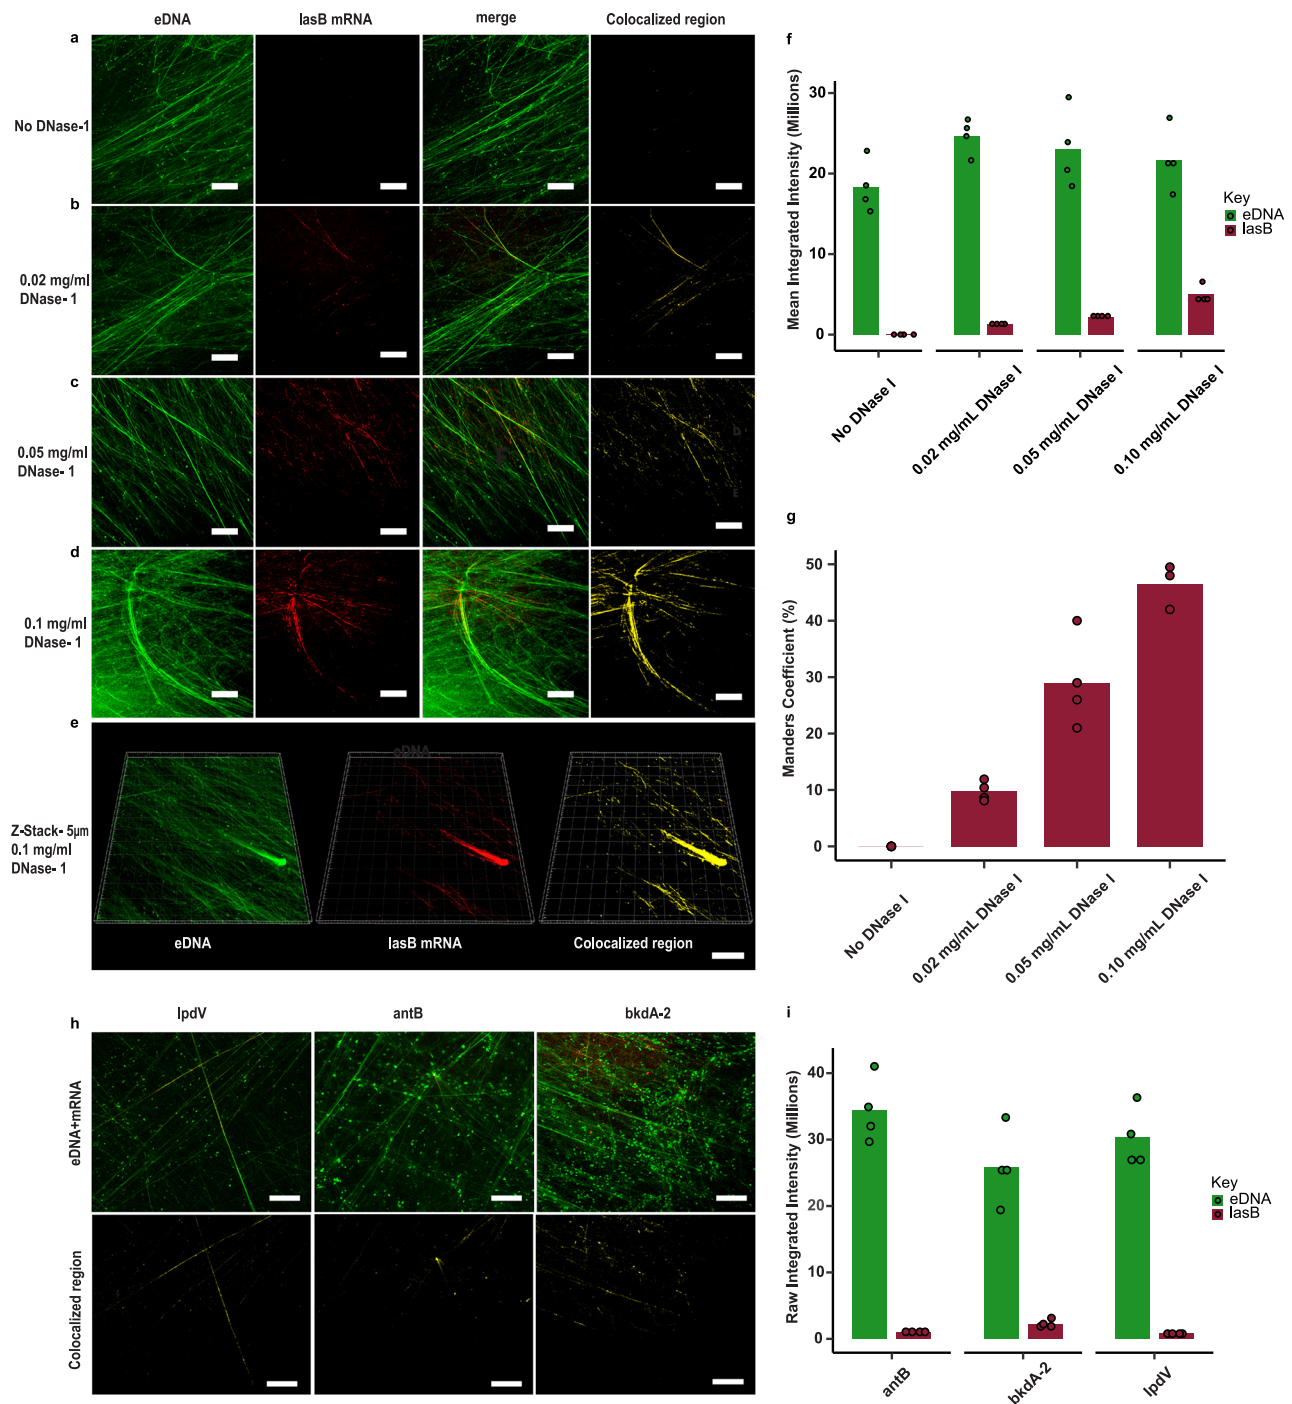 eDNA lasB mRNA merge Colocalized region
a
No DNase-1
b
0.02 mg/ml
DNase- 1
c
0.05 mg/ml
DNase- 1
D
E
d
0.1 mg/ml
DNase- 1
e
eDNA
Z-Stack- 5µm
0.1 mg/ml
DNase- 1
eDNA lasB mRNA Colocalized region
f
Mean Integrated Intensity (Millions)
30
20
10
0
No DNase I
0.02 mg/mL DNase I
0.05 mg/mL DNase I
0.10 mg/mL DNase I
Key
eDNA
lasB
g
Manders Coefficient (%)
50
40
30
20
10
0
No DNase I
0.02 mg/mL DNase I
0.05 mg/mL DNase I
0.10 mg/mL DNase I
h
lpdV antB bkdA-2
eDNA+mRNA
Colocalized region
i
Raw Integrated Intensity (Millions)
40
30
20
10
0
antB
bkdA-2
lpdV
Key
eDNA
lasB